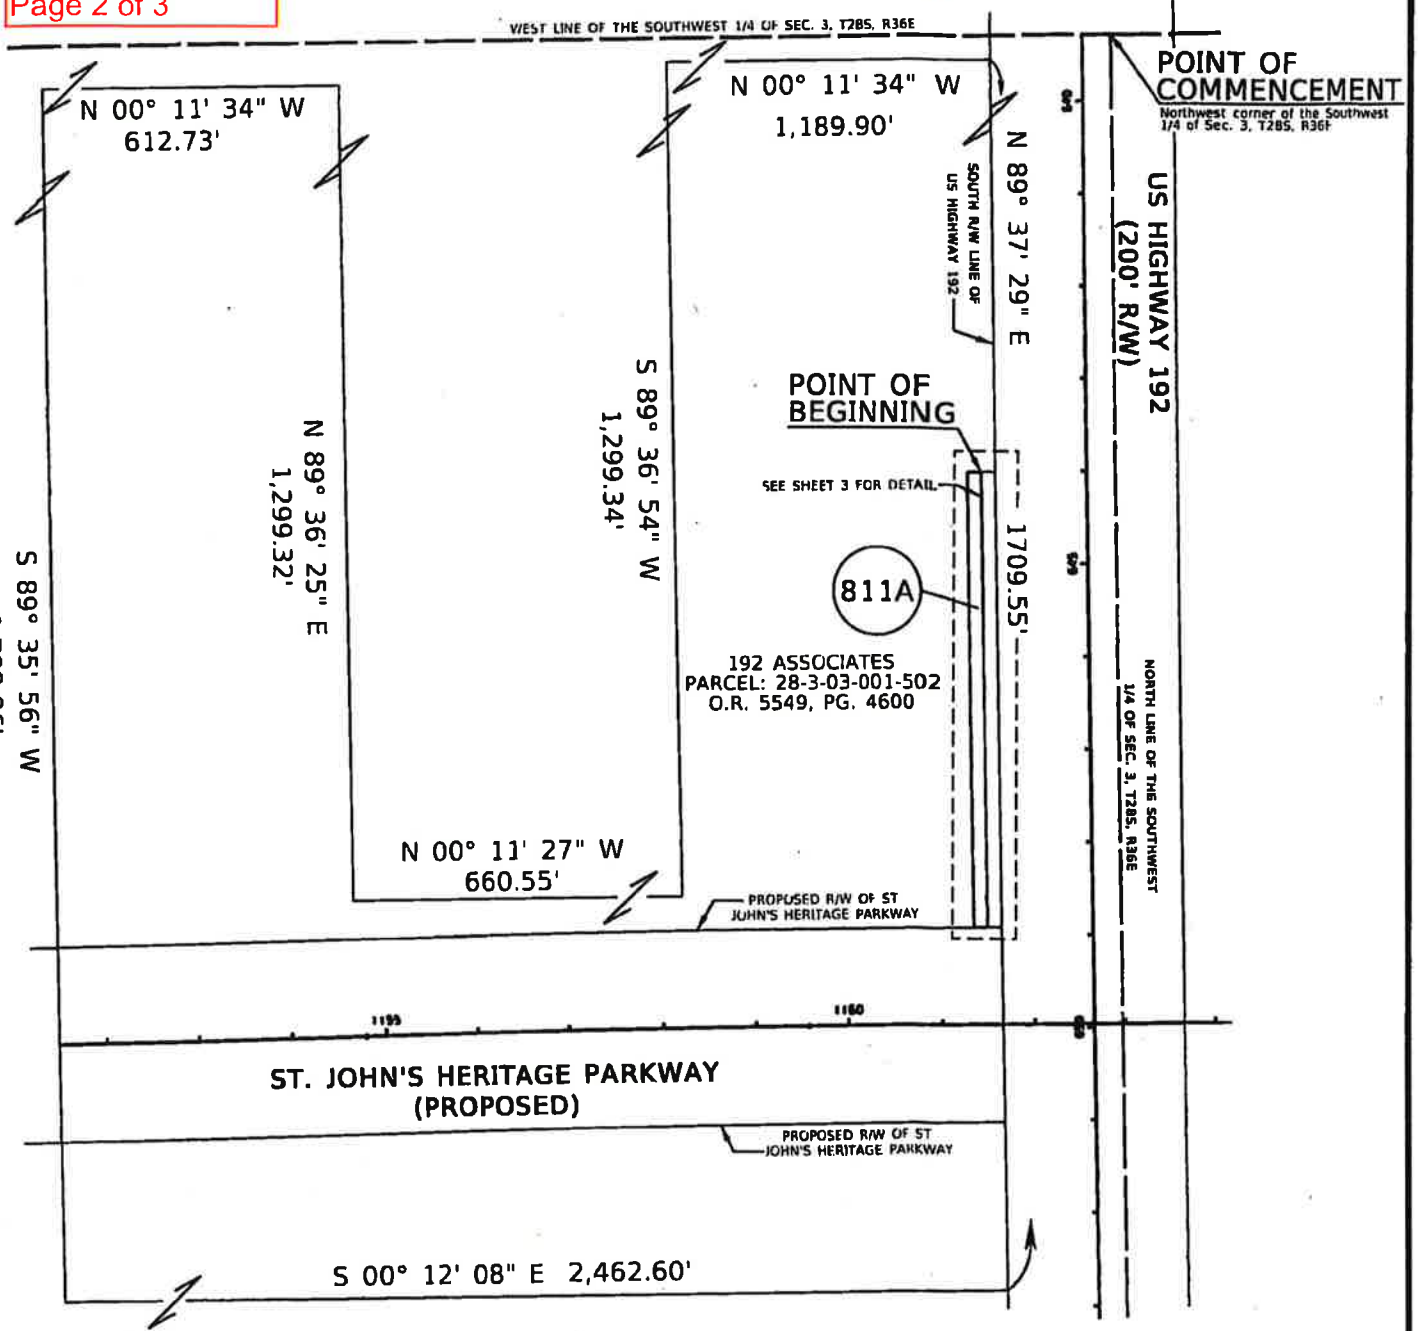 Page 2 of 3
WEST LINE OF THE SOUTHWEST 1/4 OF SEC. 3, T28S, R36E
POINT OF
COMMENCEMENT
Northwest corner of the Southwest
1/4 of Sec. 3, T28S, R36E
N 00° 11' 34" W
612.73'
N 00° 11' 34" W
1,189.90'
N 89° 37' 29" E
1709.55'
SOUTH R/W LINE OF
US HIGHWAY 192
US HIGHWAY 192
(200' R/W)
POINT OF
BEGINNING
SEE SHEET 3 FOR DETAIL
811A
192 ASSOCIATES
PARCEL: 28-3-03-001-502
O.R. 5549, PG. 4600
S 89° 36' 54" W
1,299.34'
N 89° 36' 25" E
1,299.32'
S 89° 35' 56" W
NORTH LINE OF THE SOUTHWEST
1/4 OF SEC. 3, T28S, R36E
645
N 00° 11' 27" W
660.55'
PROPOSED R/W OF ST
JOHN'S HERITAGE PARKWAY
1155
1160
ST. JOHN'S HERITAGE PARKWAY
(PROPOSED)
PROPOSED R/W OF ST
JOHN'S HERITAGE PARKWAY
S 00° 12' 08" E 2,462.60'